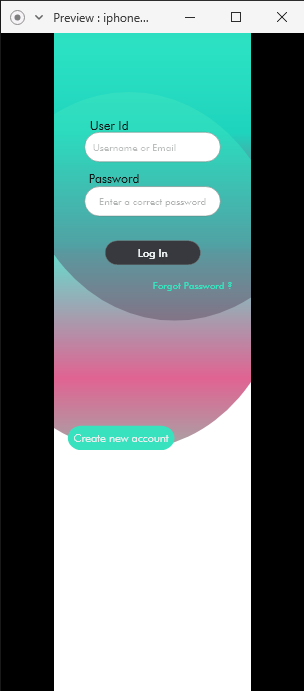 Preview : iphone...
User Id
Username or Email
Password
Enter a correct password
Log In
Forgot Password ?
Create new account